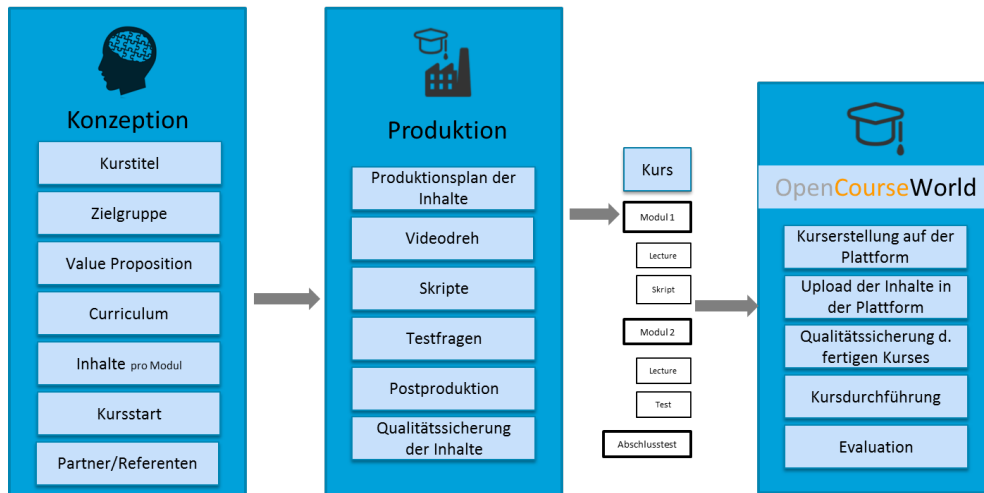 Konzeption
Kurstitel
Zielgruppe
Value Proposition
Curriculum
Inhalte pro Modul
Kursstart
Partner/Referenten
Produktion
Produktionsplan der
Inhalte
Videodreh
Skripte
Testfragen
Postproduktion
Qualitätssicherung
der Inhalte
Kurs
Modul 1
Lecture
Skript
Modul 2
Lecture
Test
Abschlusstest
OpenCourseWorld
Kurserstellung auf der
Plattform
Upload der Inhalte in
der Plattform
Qualitätssicherung d.
fertigen Kurses
Kursdurchführung
Evaluation